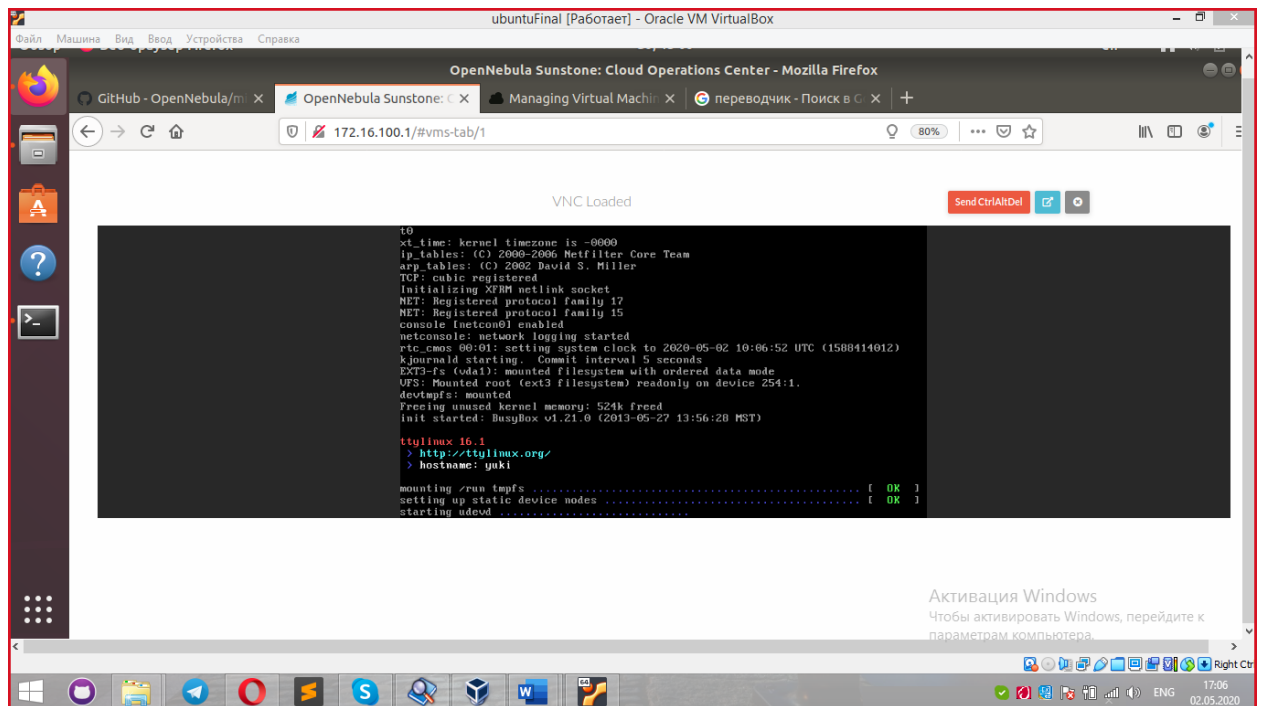 ubuntuFinal [Работает] - Oracle VM VirtualBox
Файл Машина Вид Ввод Устройства Справка
OpenNebula Sunstone: Cloud Operations Center - Mozilla Firefox
GitHub - OpenNebula/mi
OpenNebula Sunstone: C
Managing Virtual Machin
переводчик - Поиск в G
172.16.100.1/#vms-tab/1
80%
VNC Loaded
Send CtrlAltDel
t0
xt_time: kernel timezone is -0000
ip_tables: (C) 2000-2006 Netfilter Core Team
arp_tables: (C) 2002 David S. Miller
TCP: cubic registered
Initializing XFRM netlink socket
NET: Registered protocol family 17
NET: Registered protocol family 15
console [netcon0] enabled
netconsole: network logging started
rtc_cmos 00:01: setting system clock to 2020-05-02 10:06:52 UTC (1588414012)
kjournald starting.  Commit interval 5 seconds
EXT3-fs (vda1): mounted filesystem with ordered data mode
VFS: Mounted root (ext3 filesystem) readonly on device 254:1.
devtmpfs: mounted
Freeing unused kernel memory: 524k freed
init started: BusyBox v1.21.0 (2013-05-27 13:56:28 MST)
ttylinux 16.1
> http://ttylinux.org/
> hostname: yuki
mounting /run tmpfs ............................................. [ OK ]
setting up static device nodes ................................... [ OK ]
starting udevd ..........................
Активация Windows
Чтобы активировать Windows, перейдите к
параметрам компьютера.
Right Ctr
ENG
17:06
02.05.2020